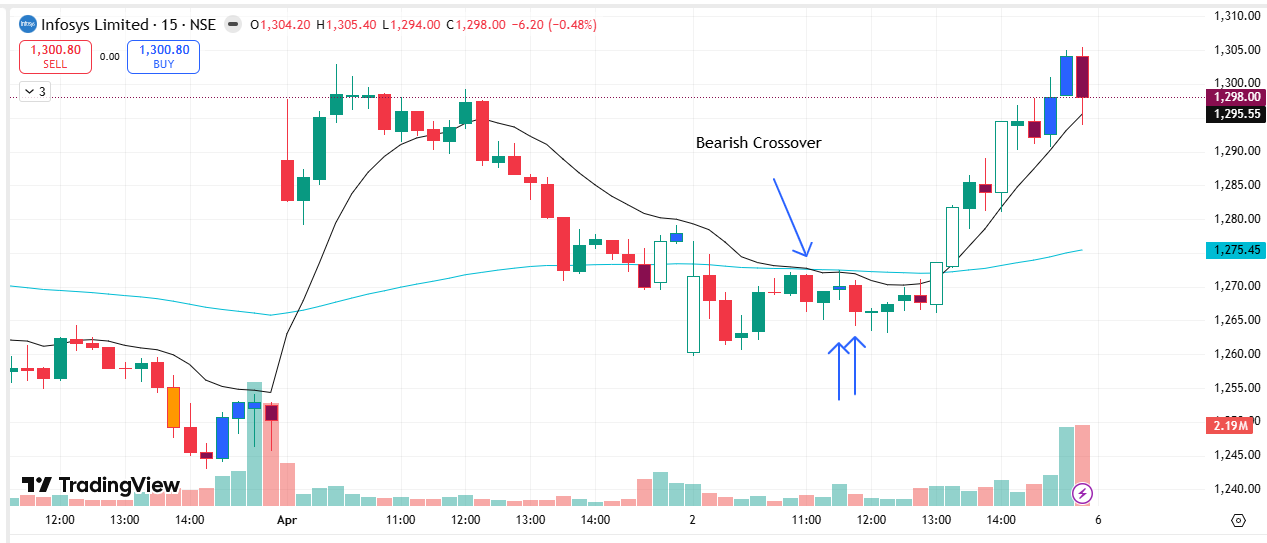 Infosys Infosys Limited · 15 · NSE O1,304.20 H1,305.40 L1,294.00 C1,298.00 −6.20 (−0.48%)
1,300.80 SELL
0.00
1,300.80 BUY
3
Bearish Crossover
1,310.00
1,305.00
1,300.00
1,298.00
1,295.55
1,290.00
1,285.00
1,280.00
1,275.45
1,270.00
1,265.00
1,260.00
1,255.00
2.19M
1,245.00
1,240.00
TradingView
12:00 13:00 14:00 Apr 11:00 12:00 13:00 14:00 2 11:00 12:00 13:00 14:00 6